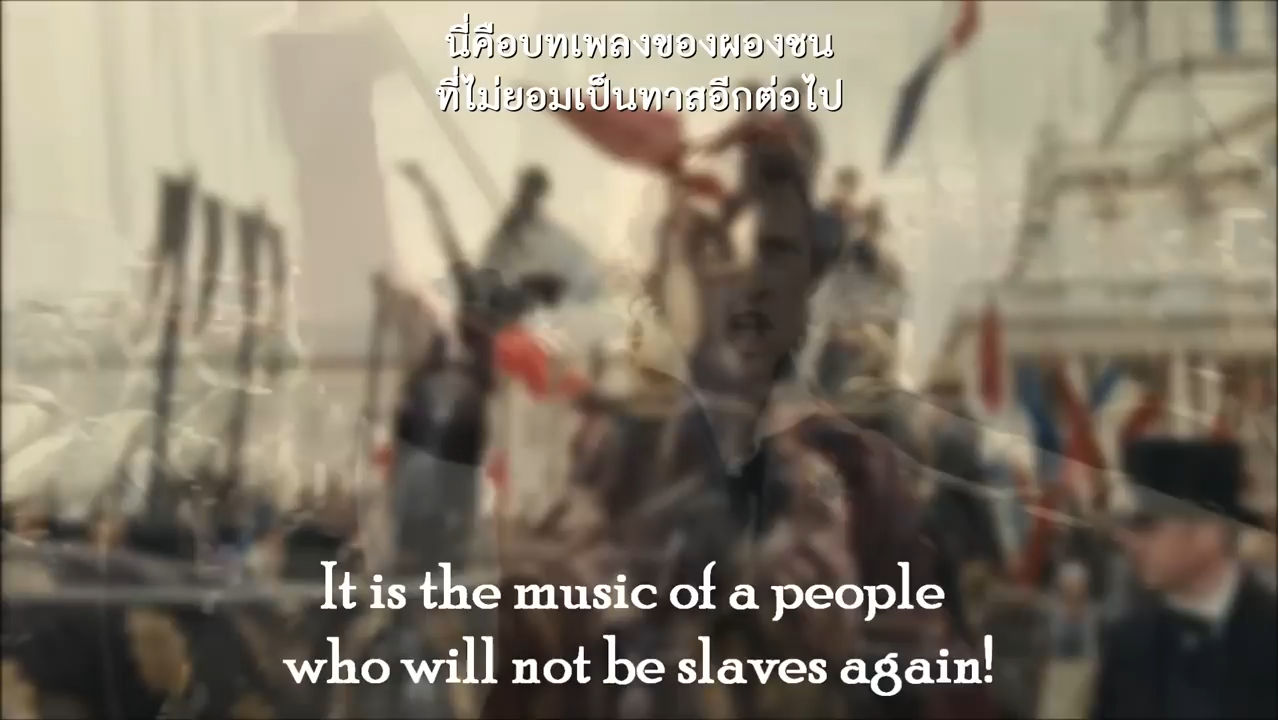 นี่คือบทเพลงของผองชน
ที่ไม่ยอมเป็นทาสอีกต่อไป
It is the music of a people
who will not be slaves again!